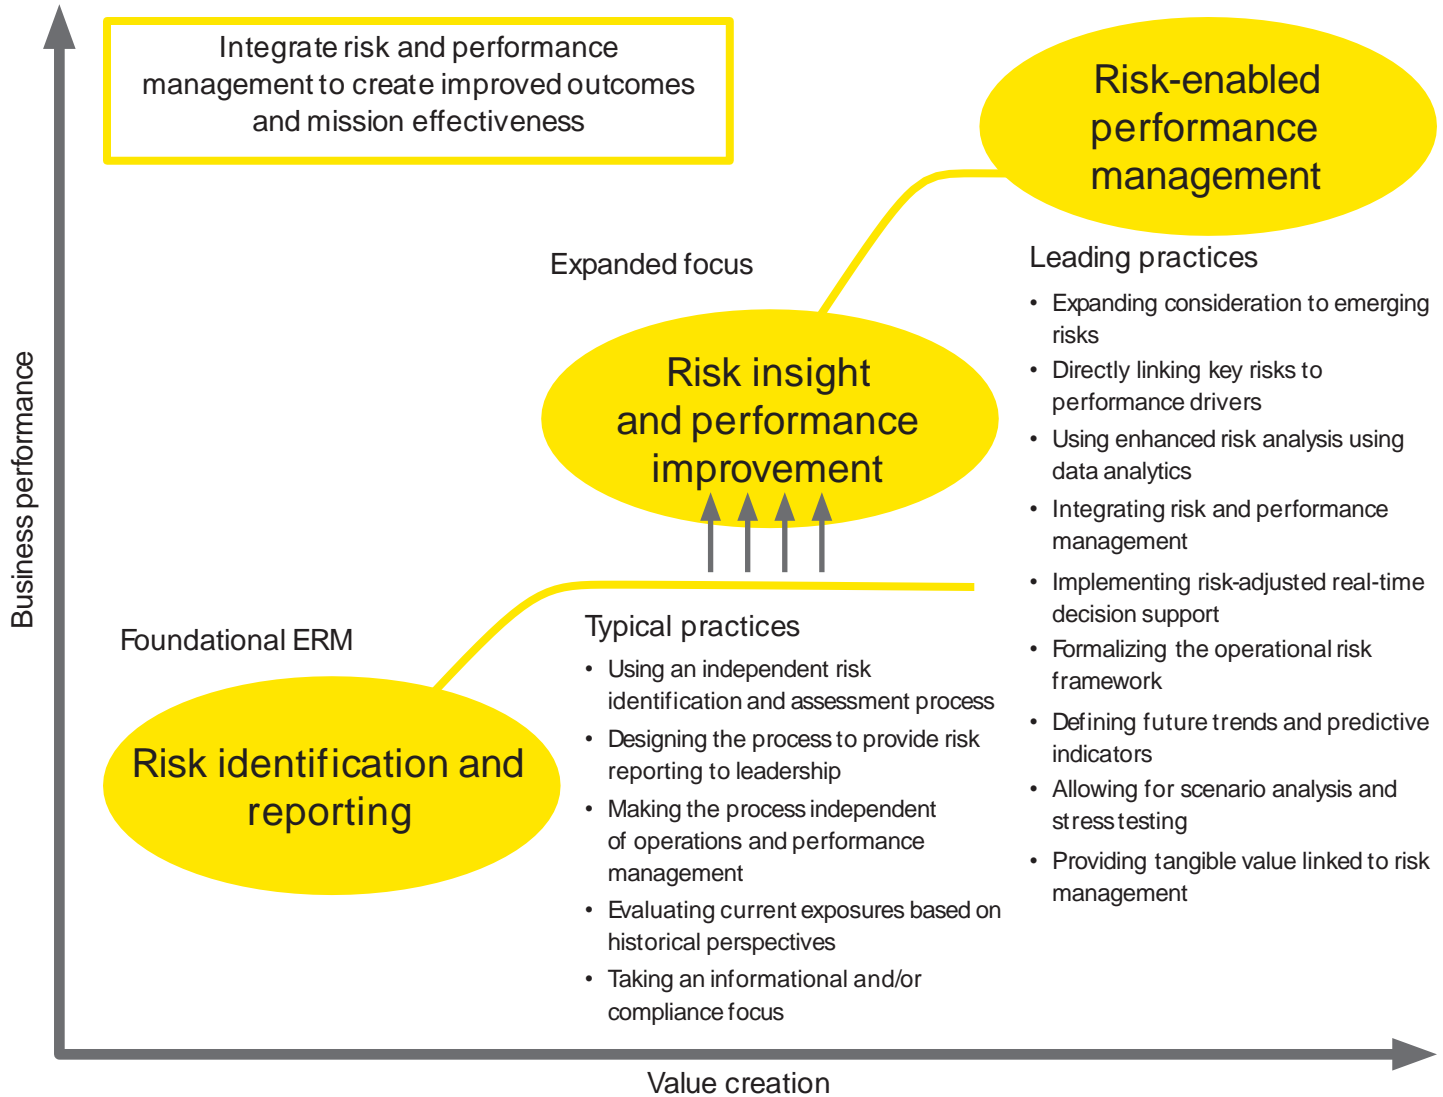 Integrate risk and performance
management to create improved outcomes
and mission effectiveness
Risk-enabled
performance
management
Expanded focus
Risk insight
and performance
improvement
Foundational ERM
Risk identification and
reporting
Typical practices
• Using an independent risk
identification and assessment process
• Designing the process to provide risk
reporting to leadership
• Making the process independent
of operations and performance
management
• Evaluating current exposures based on
historical perspectives
• Taking an informational and/or
compliance focus
Leading practices
• Expanding consideration to emerging
risks
• Directly linking key risks to
performance drivers
• Using enhanced risk analysis using
data analytics
• Integrating risk and performance
management
• Implementing risk-adjusted real-time
decision support
• Formalizing the operational risk
framework
• Defining future trends and predictive
indicators
• Allowing for scenario analysis and
stress testing
• Providing tangible value linked to risk
management
Business performance
Value creation